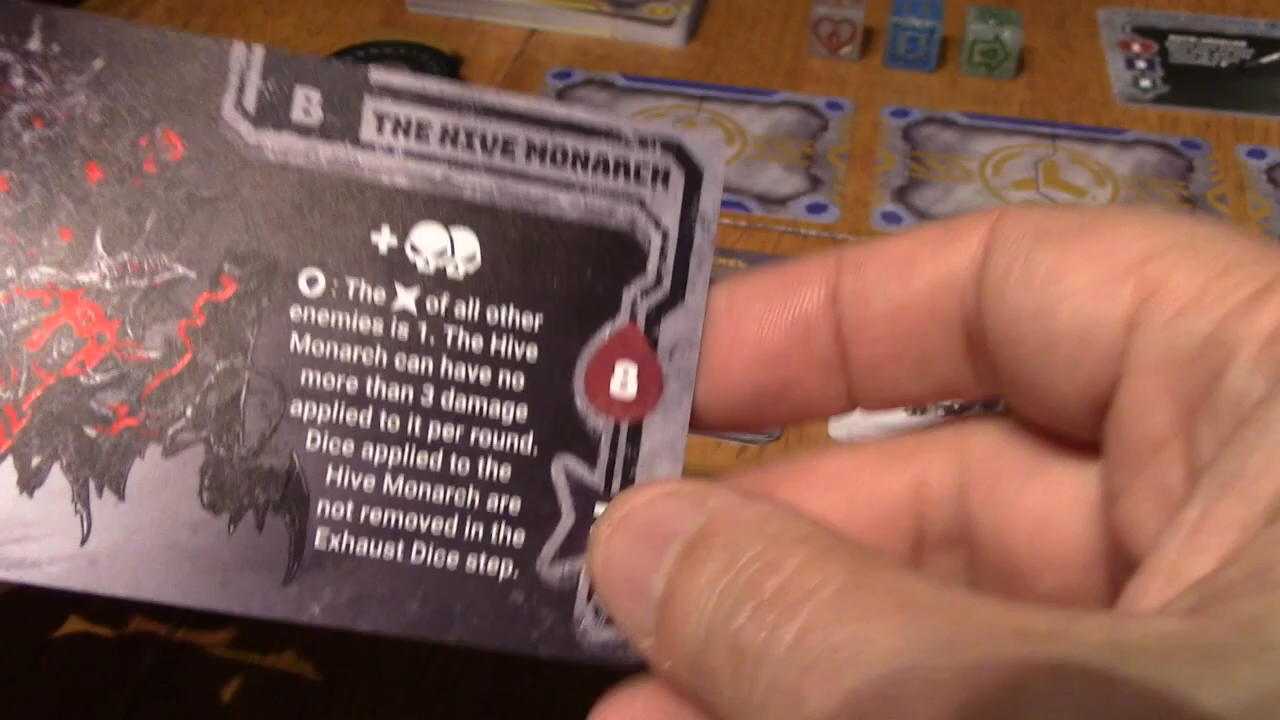 B THE HIVE MONARCH
+
: The of all other
enemies is 1. The Hive
Monarch can have no
more than 3 damage
applied to it per round.
Dice applied to the
Hive Monarch are
not removed in the
Exhaust Dice step.
8